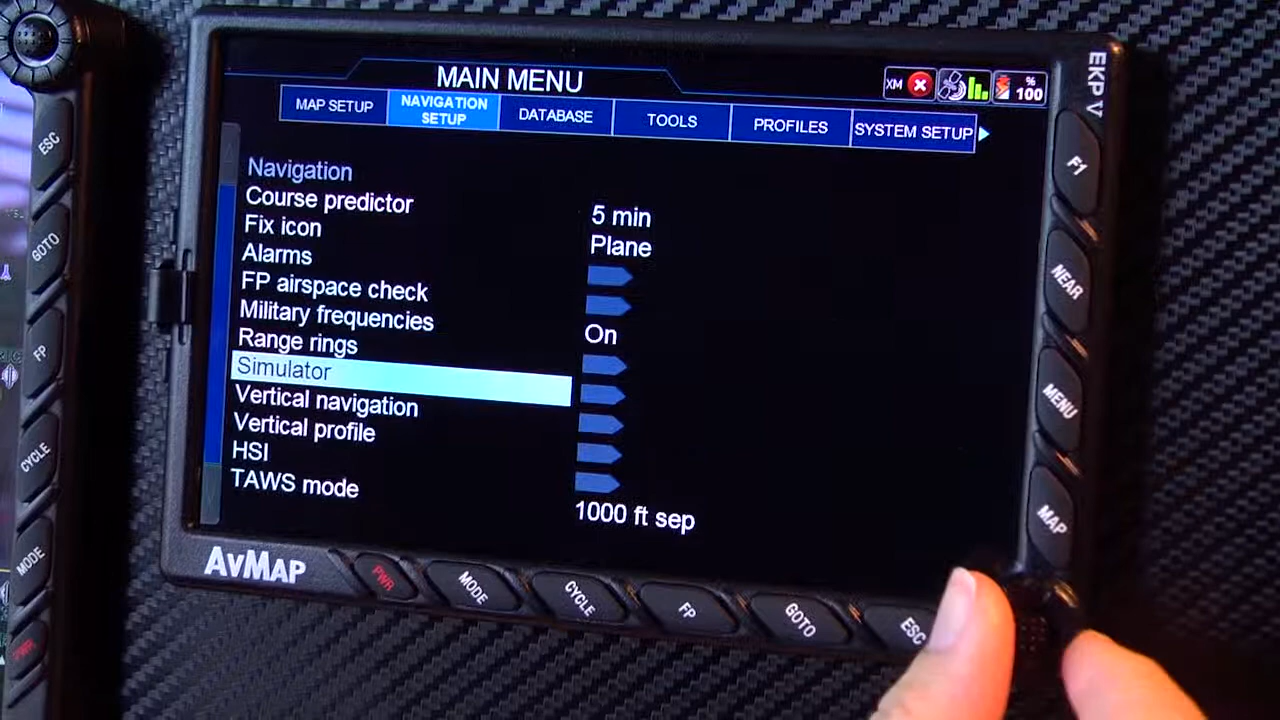 MAIN MENU
XM
%
100
MAP SETUP
NAVIGATION
SETUP
DATABASE
TOOLS
PROFILES
SYSTEM SETUP
Navigation
Course predictor
5 min
Fix icon
Plane
Alarms
FP airspace check
Military frequencies
On
Range rings
Simulator
Vertical navigation
Vertical profile
HSI
TAWS mode
1000 ft sep
EKP V
F1
NEAR
MENU
MAP
AVMAP
PWR
MODE
CYCLE
FP
GOTO
ESC
ESC
GOTO
FP
CYCLE
MODE
PWR